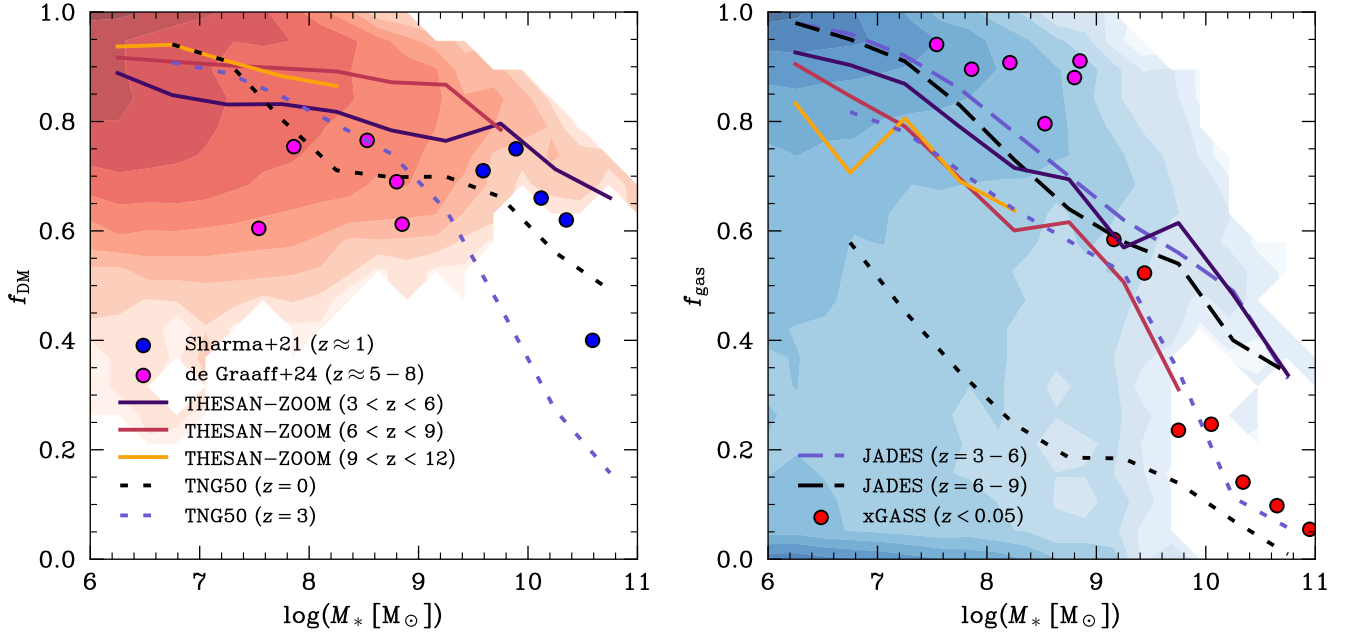 1.0
0.8
0.6
0.4
0.2
0.0
f_DM
Sharma+21 (z ≈ 1)
de Graaff+24 (z ≈ 5 − 8)
THESAN−ZOOM (3 < z < 6)
THESAN−ZOOM (6 < z < 9)
THESAN−ZOOM (9 < z < 12)
TNG50 (z = 0)
TNG50 (z = 3)
6 7 8 9 10 11
log(M_* [M_⊙])
1.0
0.8
0.6
0.4
0.2
0.0
f_gas
JADES (z = 3 − 6)
JADES (z = 6 − 9)
xGASS (z < 0.05)
6 7 8 9 10 11
log(M_* [M_⊙])